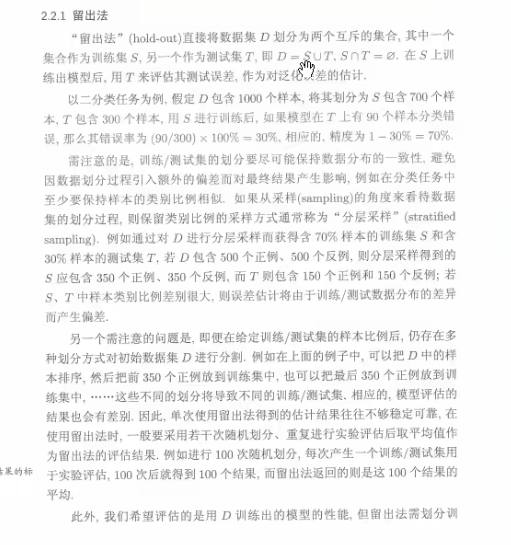 2.2.1 留出法
“留出法”(hold-out)直接将数据集 D 划分为两个互斥的集合, 其中一个
集合作为训练集 S, 另一个作为测试集 T, 即 D = S∪T, S∩T = ∅. 在 S 上训
练出模型后, 用 T 来评估其测试误差, 作为对泛化 差的估计.
以二分类任务为例, 假定 D 包含 1000 个样本, 将其划分为 S 包含 700 个样
本, T 包含 300 个样本, 用 S 进行训练后, 如果模型在 T 上有 90 个样本分类错
误, 那么其错误率为 (90/300) × 100% = 30%, 相应的, 精度为 1 − 30% = 70%.
需注意的是, 训练/测试集的划分要尽可能保持数据分布的一致性, 避免
因数据划分过程引入额外的偏差而对最终结果产生影响, 例如在分类任务中
至少要保持样本的类别比例相似. 如果从采样(sampling)的角度来看待数据
集的划分过程, 则保留类别比例的采样方式通常称为 “分层采样” (stratified
sampling). 例如通过对 D 进行分层采样而获得含 70% 样本的训练集 S 和含
30% 样本的测试集 T, 若 D 包含 500 个正例、500 个反例, 则分层采样得到的
S 应包含 350 个正例、350 个反例, 而 T 则包含 150 个正例和 150 个反例; 若
S、T 中样本类别比例差别很大, 则误差估计将由于训练/测试数据分布的差异
而产生偏差.
另一个需注意的问题是, 即便在给定训练/测试集的样本比例后, 仍存在多
种划分方式对初始数据集 D 进行分割. 例如在上面的例子中, 可以把 D 中的样
本排序, 然后把前 350 个正例放到训练集中, 也可以把最后 350 个正例放到训
练集中, ……这些不同的划分将导致不同的训练/测试集, 相应的, 模型评估的
结果也会有差别. 因此, 单次使用留出法得到的估计结果往往不够稳定可靠, 在
使用留出法时, 一般要采用若干次随机划分、重复进行实验评估后取平均值作
为留出法的评估结果. 例如进行 100 次随机划分, 每次产生一个训练/测试集用
结果的标
于实验评估, 100 次后就得到 100 个结果, 而留出法返回的则是这 100 个结果的
平均.
此外, 我们希望评估的是用 D 训练出的模型的性能, 但留出法需划分训